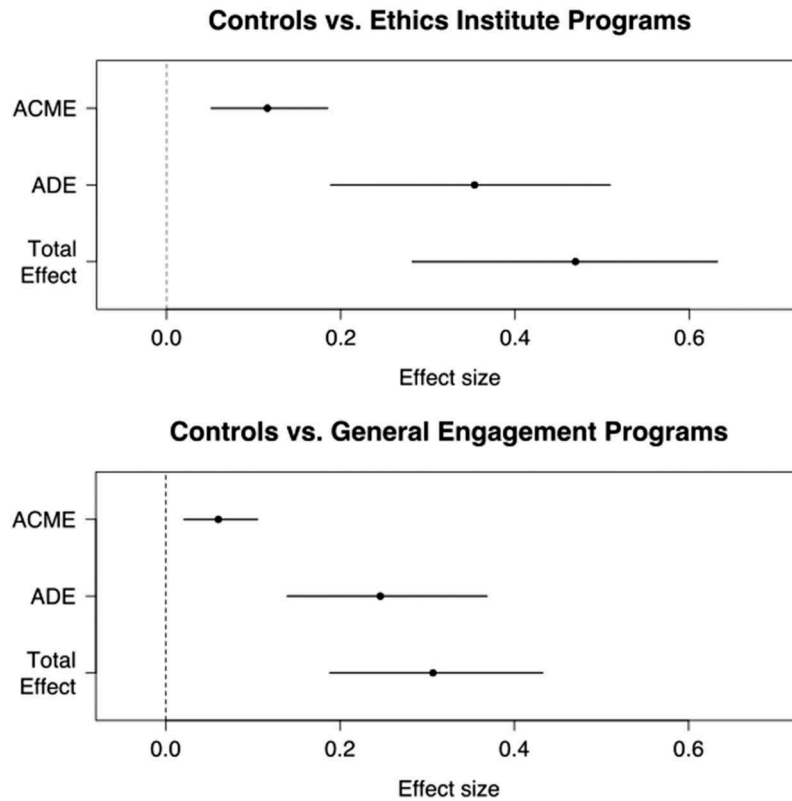 Controls vs. Ethics Institute Programs
ACME
ADE
Total
Effect
0.0 0.2 0.4 0.6
Effect size
Controls vs. General Engagement Programs
ACME
ADE
Total
Effect
0.0 0.2 0.4 0.6
Effect size